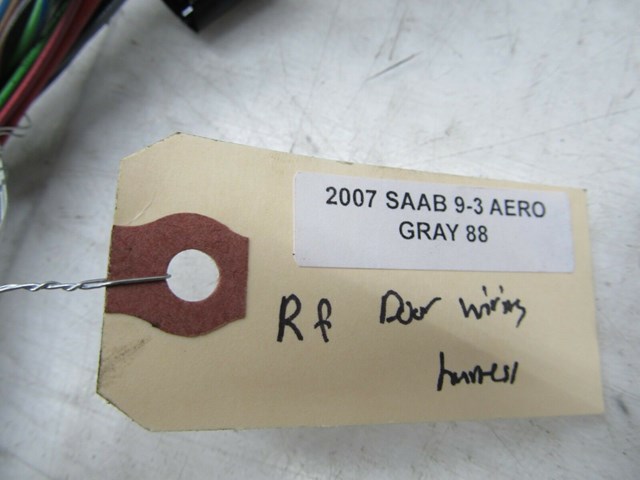 2007 SAAB 9-3 AERO
GRAY 88
Rf Door wiring
harness